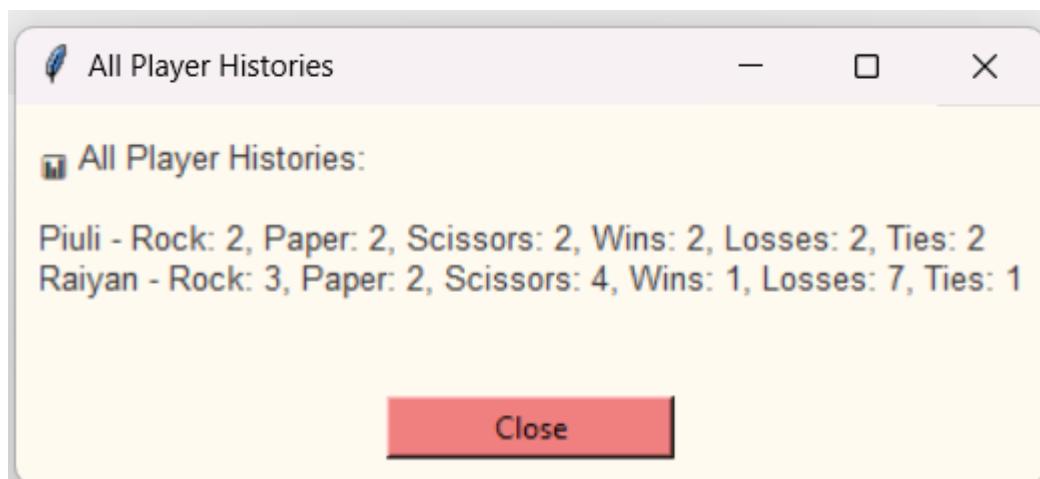 All Player Histories
All Player Histories:
Piuli - Rock: 2, Paper: 2, Scissors: 2, Wins: 2, Losses: 2, Ties: 2
Raiyan - Rock: 3, Paper: 2, Scissors: 4, Wins: 1, Losses: 7, Ties: 1
Close